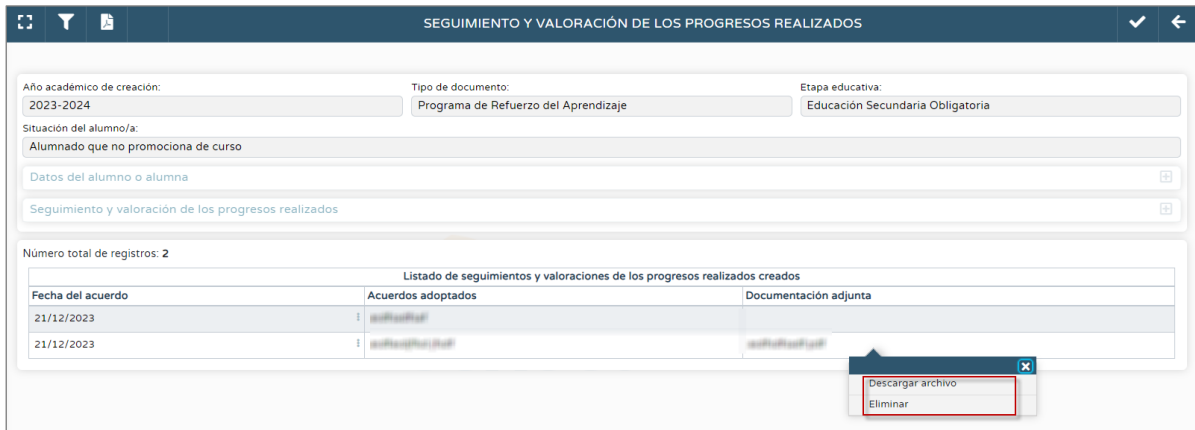 SEGUIMIENTO Y VALORACIÓN DE LOS PROGRESOS REALIZADOS
Año académico de creación: Tipo de documento: Etapa educativa:
2023-2024 Programa de Refuerzo del Aprendizaje Educación Secundaria Obligatoria
Situación del alumno/a:
Alumnado que no promociona de curso
Datos del alumno o alumna
Seguimiento y valoración de los progresos realizados
Número total de registros: 2
Listado de seguimientos y valoraciones de los progresos realizados creados
Fecha del acuerdo Acuerdos adoptados Documentación adjunta
21/12/2023
21/12/2023
Descargar archivo
Eliminar